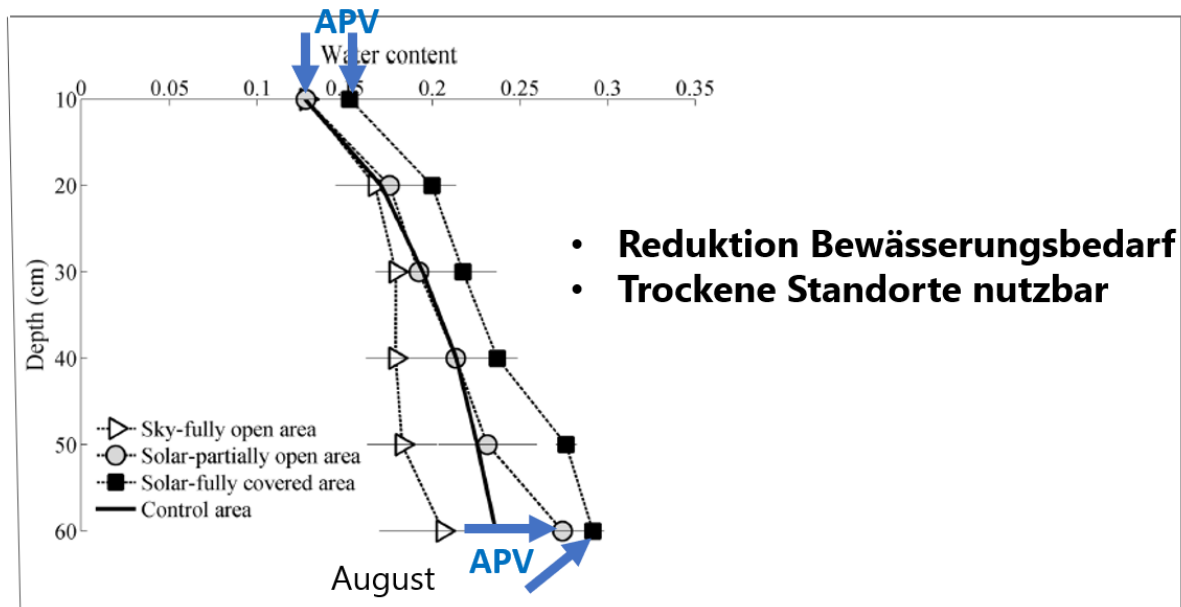 APV
Water content
0 0.05 0.1 0.15 0.2 0.25 0.3 0.35
10
20
30
40
50
60
Depth (cm)
• Reduktion Bewässerungsbedarf
• Trockene Standorte nutzbar
Sky-fully open area
Solar-partially open area
Solar-fully covered area
Control area
APV
August